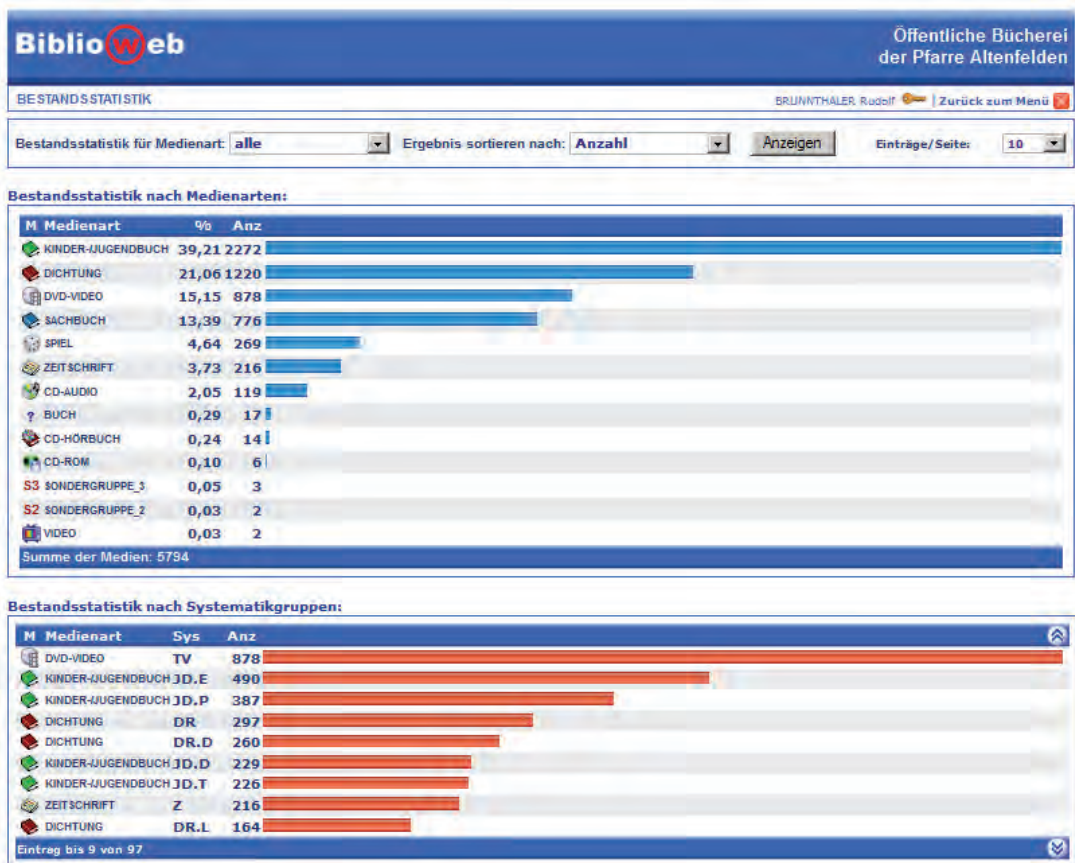 Biblioweb
Öffentliche Bücherei
der Pfarre Altenfelden
BESTANDSSTATISTIK
BRUNNTHALER Rudolf | Zurück zum Menü
Bestandsstatistik für Medienart: alle Ergebnis sortieren nach: Anzahl Anzeigen Einträge/Seite: 10
Bestandsstatistik nach Medienarten:
M Medienart % Anz
KINDER-/JUGENDBUCH 39,21 2272
DICHTUNG 21,06 1220
DVD-VIDEO 15,15 878
SACHBUCH 13,39 776
SPIEL 4,64 269
ZEITSCHRIFT 3,73 216
CD-AUDIO 2,05 119
? BUCH 0,29 17
CD-HÖRBUCH 0,24 14
CD-ROM 0,10 6
S3 SONDERGRUPPE_3 0,05 3
S2 SONDERGRUPPE_2 0,03 2
VIDEO 0,03 2
Summe der Medien: 5794
Bestandsstatistik nach Systematikgruppen:
M Medienart Sys Anz
DVD-VIDEO TV 878
KINDER-/JUGENDBUCH JD.E 490
KINDER-/JUGENDBUCH JD.P 387
DICHTUNG DR 297
DICHTUNG DR.D 260
KINDER-/JUGENDBUCH JD.D 229
KINDER-/JUGENDBUCH JD.T 226
ZEITSCHRIFT Z 216
DICHTUNG DR.L 164
Eintrag bis 9 von 97